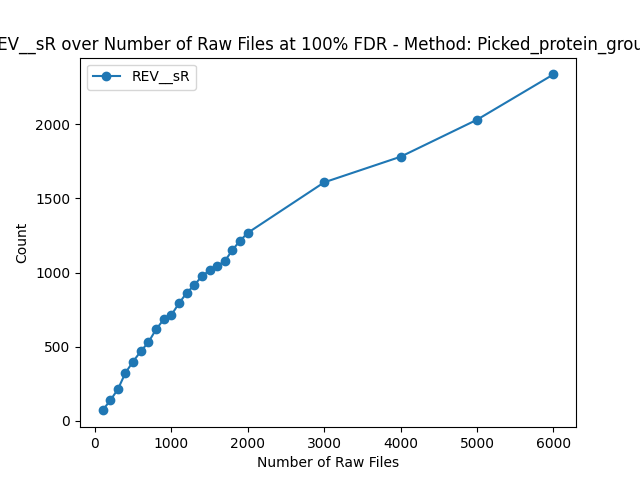 EV__sR over Number of Raw Files at 100% FDR - Method: Picked_protein_grou
REV__sR
Count
2000
1500
1000
500
0
0 1000 2000 3000 4000 5000 6000
Number of Raw Files